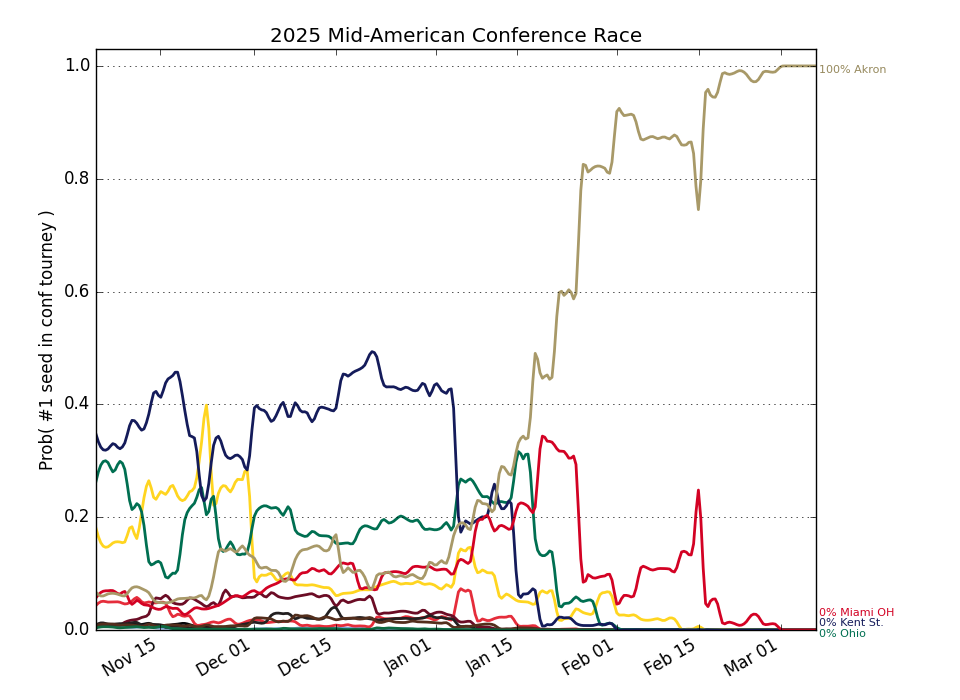 2025 Mid-American Conference Race
Prob( #1 seed in conf tourney )
1.0
0.8
0.6
0.4
0.2
0.0
Nov 15
Dec 01
Dec 15
Jan 01
Jan 15
Feb 01
Feb 15
Mar 01
100% Akron
0% Miami OH
0% Kent St.
0% Ohio